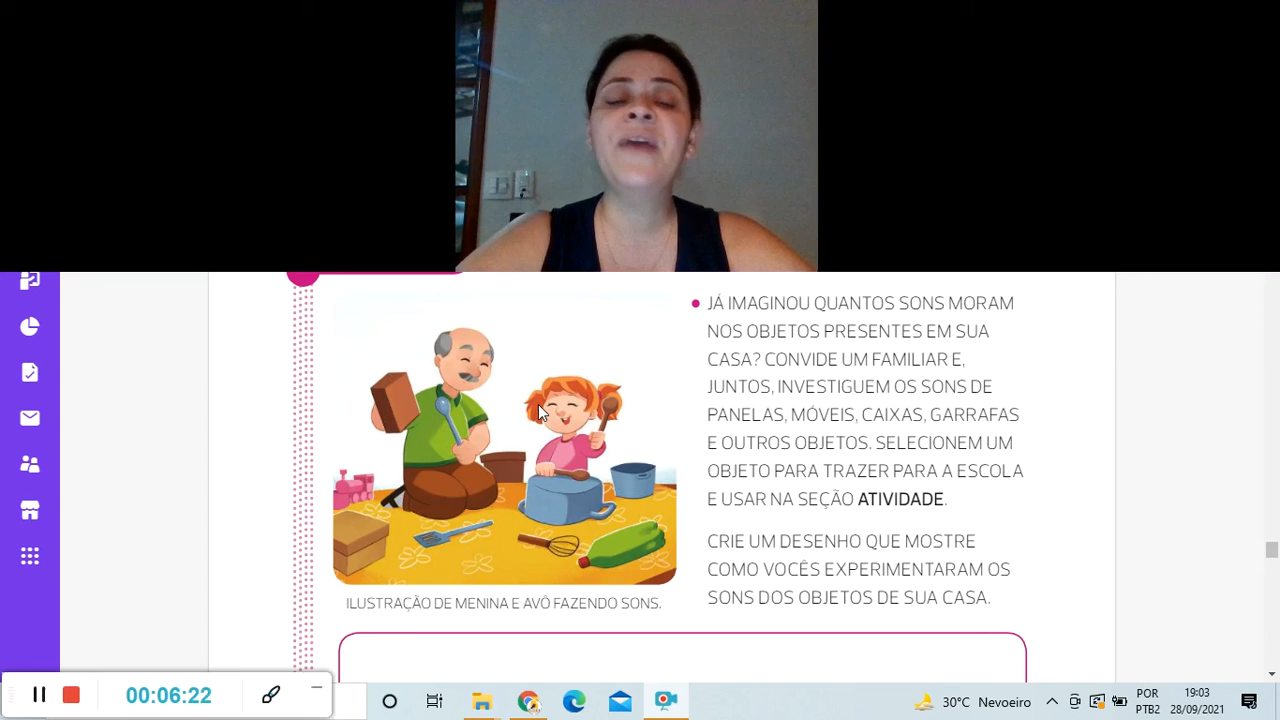 JÁ IMAGINOU QUANTOS SONS MORAM
NOS OBJETOS PRESENTES EM SUA
CASA? CONVIDE UM FAMILIAR E,
JUNTOS, INVESTIGUEM OS SONS DE
PANELAS, MÓVEIS, CAIXAS, GARRAFAS
E OUTROS OBJETOS. SELECIONEM UM
OBJETO PARA TRAZER PARA A ESCOLA
E USAR NA SEÇÃO ATIVIDADE.
CRIE UM DESENHO QUE MOSTRE
COMO VOCÊS EXPERIMENTARAM OS
SONS DOS OBJETOS DE SUA CASA.
ILUSTRAÇÃO DE MENINA E AVÔ FAZENDO SONS.
00:06:22
30°C Nevoeiro
POR
PTB2
19:03
28/09/2021